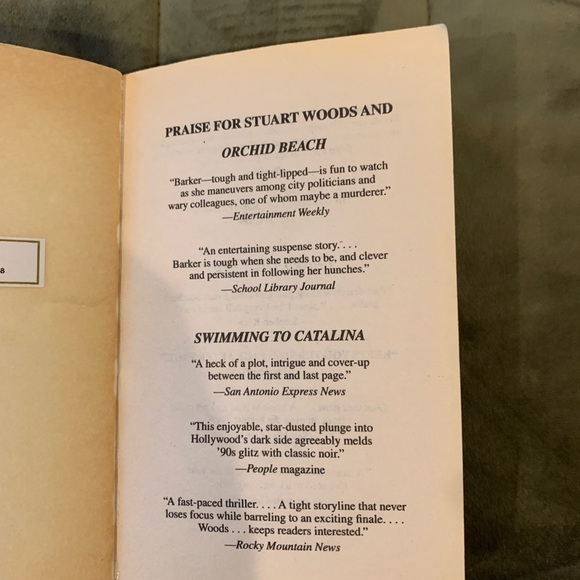 PRAISE FOR STUART WOODS AND
ORCHID BEACH
“Barker—tough and tight-lipped—is fun to watch
as she maneuvers among city politicians and
wary colleagues, one of whom maybe a murderer.”
—Entertainment Weekly
“An entertaining suspense story. . . .
Barker is tough when she needs to be, and clever
and persistent in following her hunches.”
—School Library Journal
8
SWIMMING TO CATALINA
“A heck of a plot, intrigue and cover-up
between the first and last page.”
—San Antonio Express News
“This enjoyable, star-dusted plunge into
Hollywood’s dark side agreeably melds
’90s glitz with classic noir.”
—People magazine
“A fast-paced thriller. . . . A tight storyline that never
loses focus while barreling to an exciting finale. . . .
Woods . . . keeps readers interested.”
—Rocky Mountain News